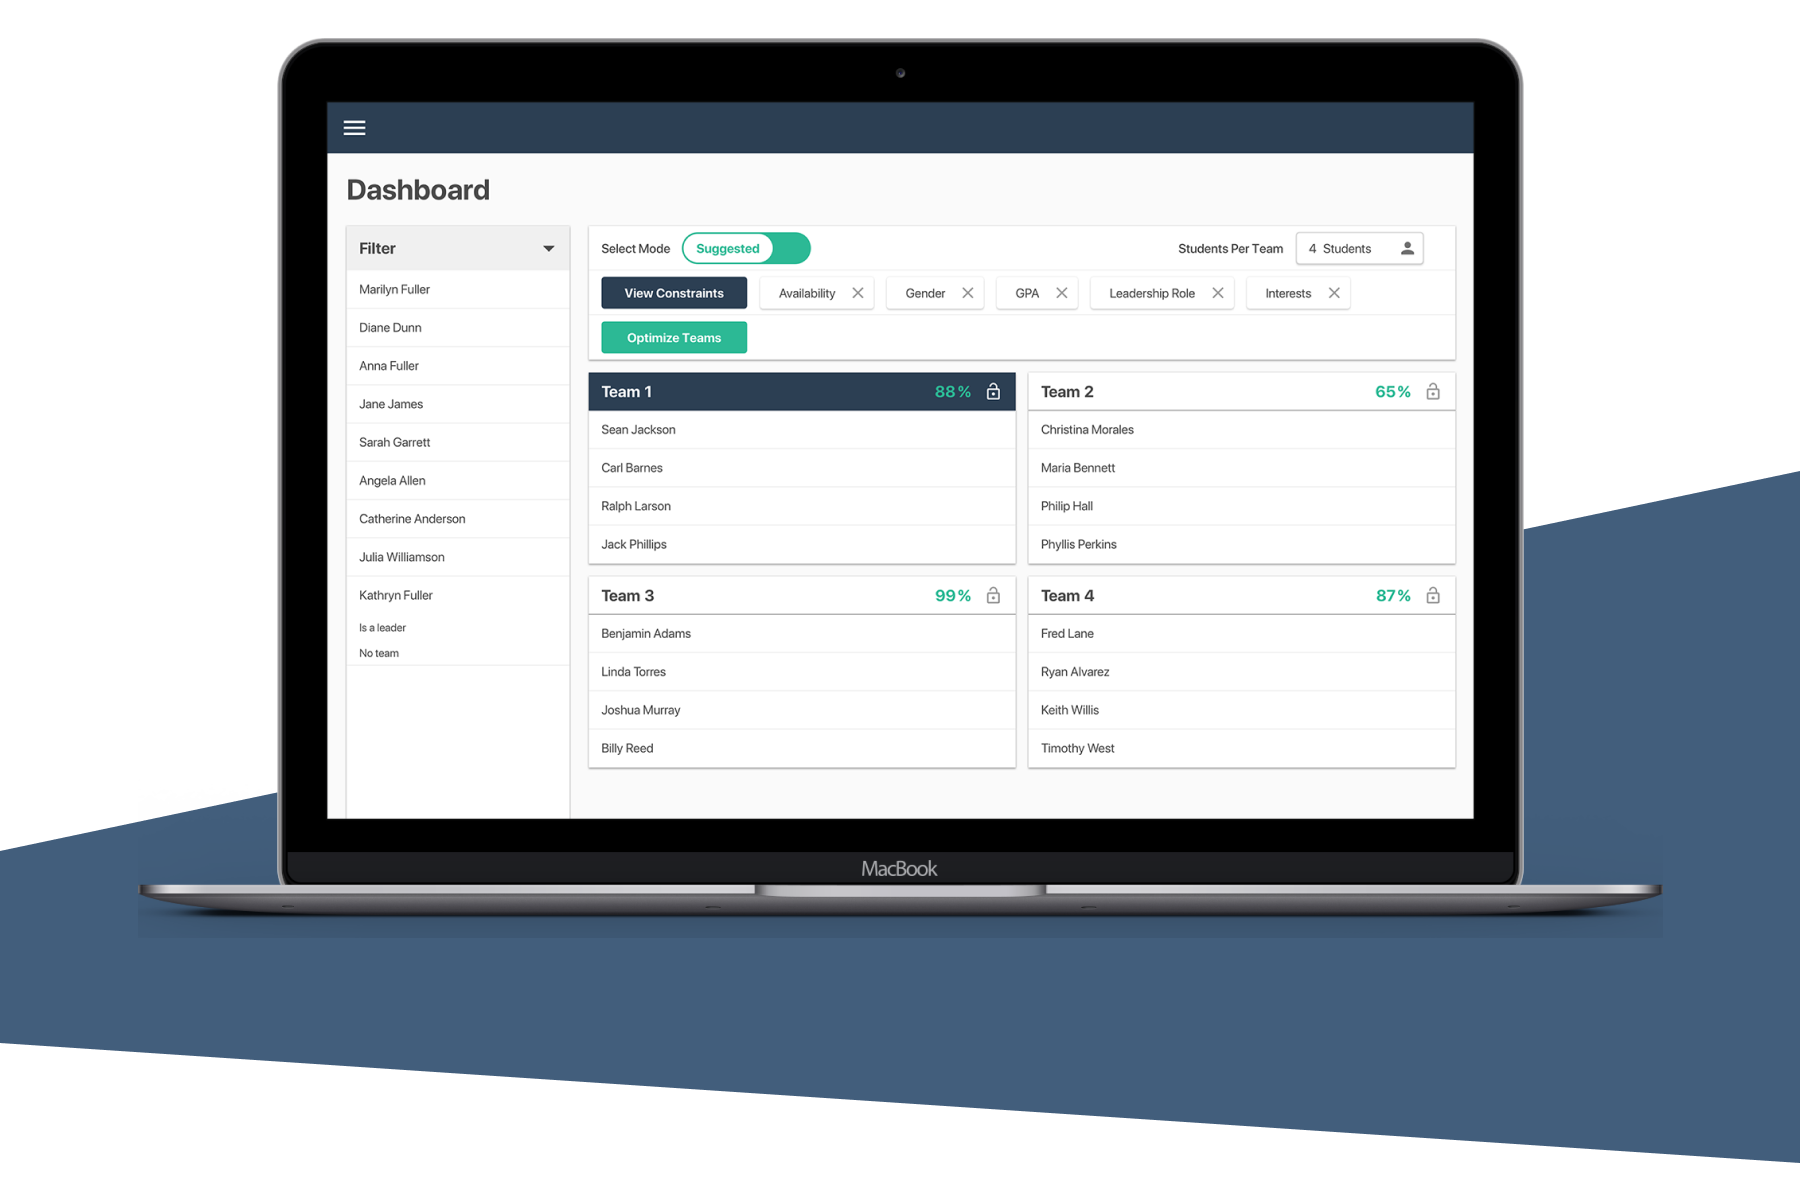 Dashboard
Filter
Marilyn Fuller
Diane Dunn
Anna Fuller
Jane James
Sarah Garrett
Angela Allen
Catherine Anderson
Julia Williamson
Kathryn Fuller
Is a leader
No team
Select Mode Suggested Students Per Team 4 Students
View Constraints Availability Gender GPA Leadership Role Interests
Optimize Teams
Team 1 88%
Sean Jackson
Carl Barnes
Ralph Larson
Jack Phillips
Team 2 65%
Christina Morales
Maria Bennett
Philip Hall
Phyllis Perkins
Team 3 99%
Benjamin Adams
Linda Torres
Joshua Murray
Billy Reed
Team 4 87%
Fred Lane
Ryan Alvarez
Keith Willis
Timothy West
MacBook